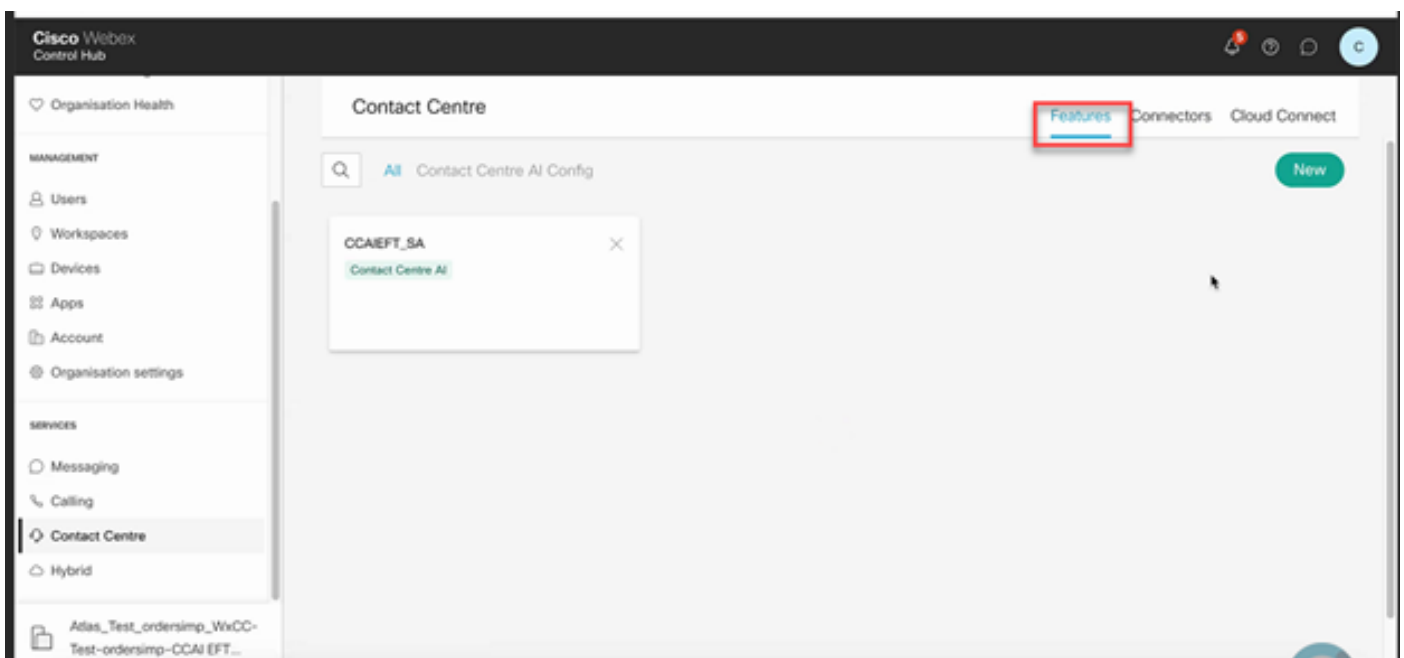 Cisco Webex
Control Hub
5
C
Organisation Health
MANAGEMENT
Users
Workspaces
Devices
Apps
Account
Organisation settings
SERVICES
Messaging
Calling
Contact Centre
Hybrid
Atlas_Test_ordersimp_WxCC-
Test-ordersimp-CCAI EFT...
Contact Centre
Features Connectors Cloud Connect
All Contact Centre AI Config
New
CCAIEFT_SA
Contact Centre AI